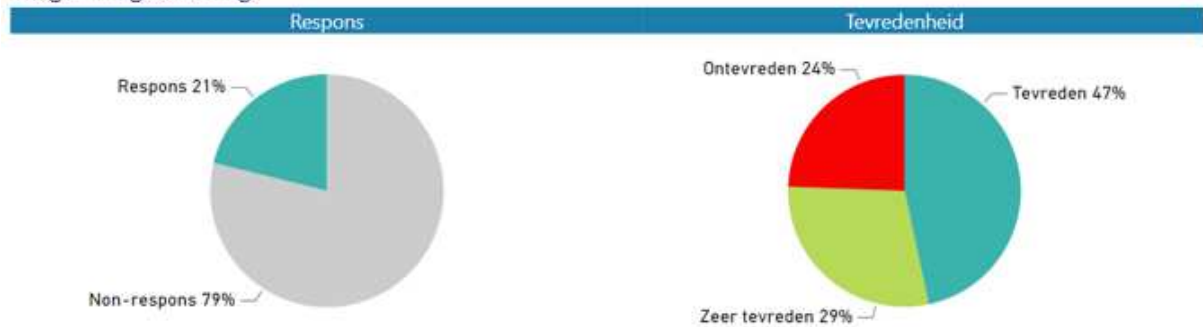 Respons
Tevredenheid
Respons 21%
Non-respons 79%
Ontevreden 24%
Tevreden 47%
Zeer tevreden 29%